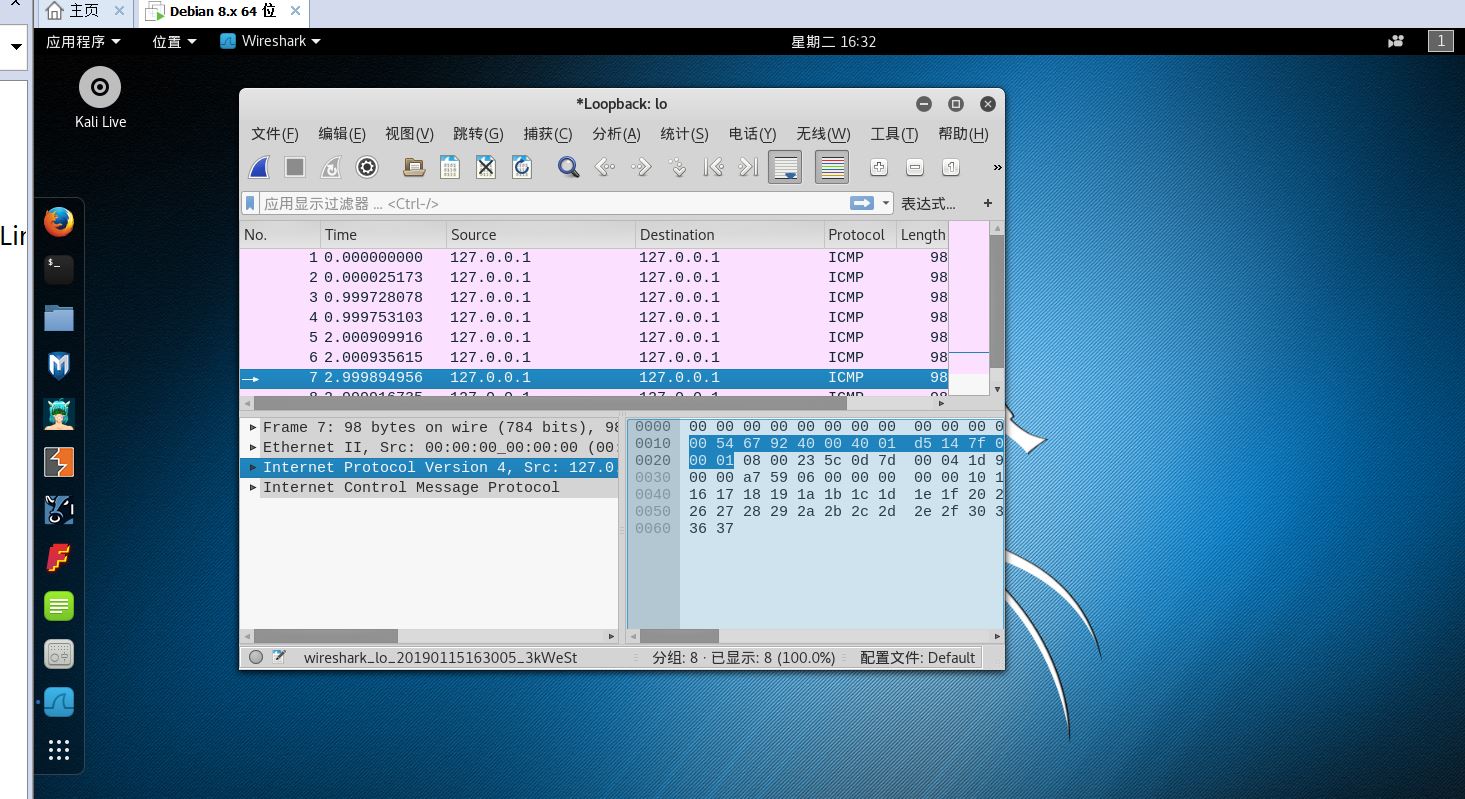 主页
Debian 8.x 64 位
应用程序
位置
Wireshark
星期二 16:32
1
Kali Live
*Loopback: lo
文件(F) 编辑(E) 视图(V) 跳转(G) 捕获(C) 分析(A) 统计(S) 电话(Y) 无线(W) 工具(T) 帮助(H)
应用显示过滤器 ... <Ctrl-/>
表达式...
+
No. Time Source Destination Protocol Length
1 0.000000000 127.0.0.1 127.0.0.1 ICMP 98
2 0.000025173 127.0.0.1 127.0.0.1 ICMP 98
3 0.999728078 127.0.0.1 127.0.0.1 ICMP 98
4 0.999753103 127.0.0.1 127.0.0.1 ICMP 98
5 2.000909916 127.0.0.1 127.0.0.1 ICMP 98
6 2.000935615 127.0.0.1 127.0.0.1 ICMP 98
7 2.999894956 127.0.0.1 127.0.0.1 ICMP 98
Frame 7: 98 bytes on wire (784 bits), 98
Ethernet II, Src: 00:00:00_00:00:00 (00:
Internet Protocol Version 4, Src: 127.0.
Internet Control Message Protocol
0000 00 00 00 00 00 00 00 00 00 00 00 0
0010 00 54 67 92 40 00 40 01 d5 14 7f 0
0020 00 01 08 00 23 5c 0d 7d 00 04 1d 9
0030 00 00 a7 59 06 00 00 00 00 00 10 1
0040 16 17 18 19 1a 1b 1c 1d 1e 1f 20 2
0050 26 27 28 29 2a 2b 2c 2d 2e 2f 30 3
0060 36 37
wireshark_lo_20190115163005_3kWeSt
分组: 8 · 已显示: 8 (100.0%)
配置文件: Default